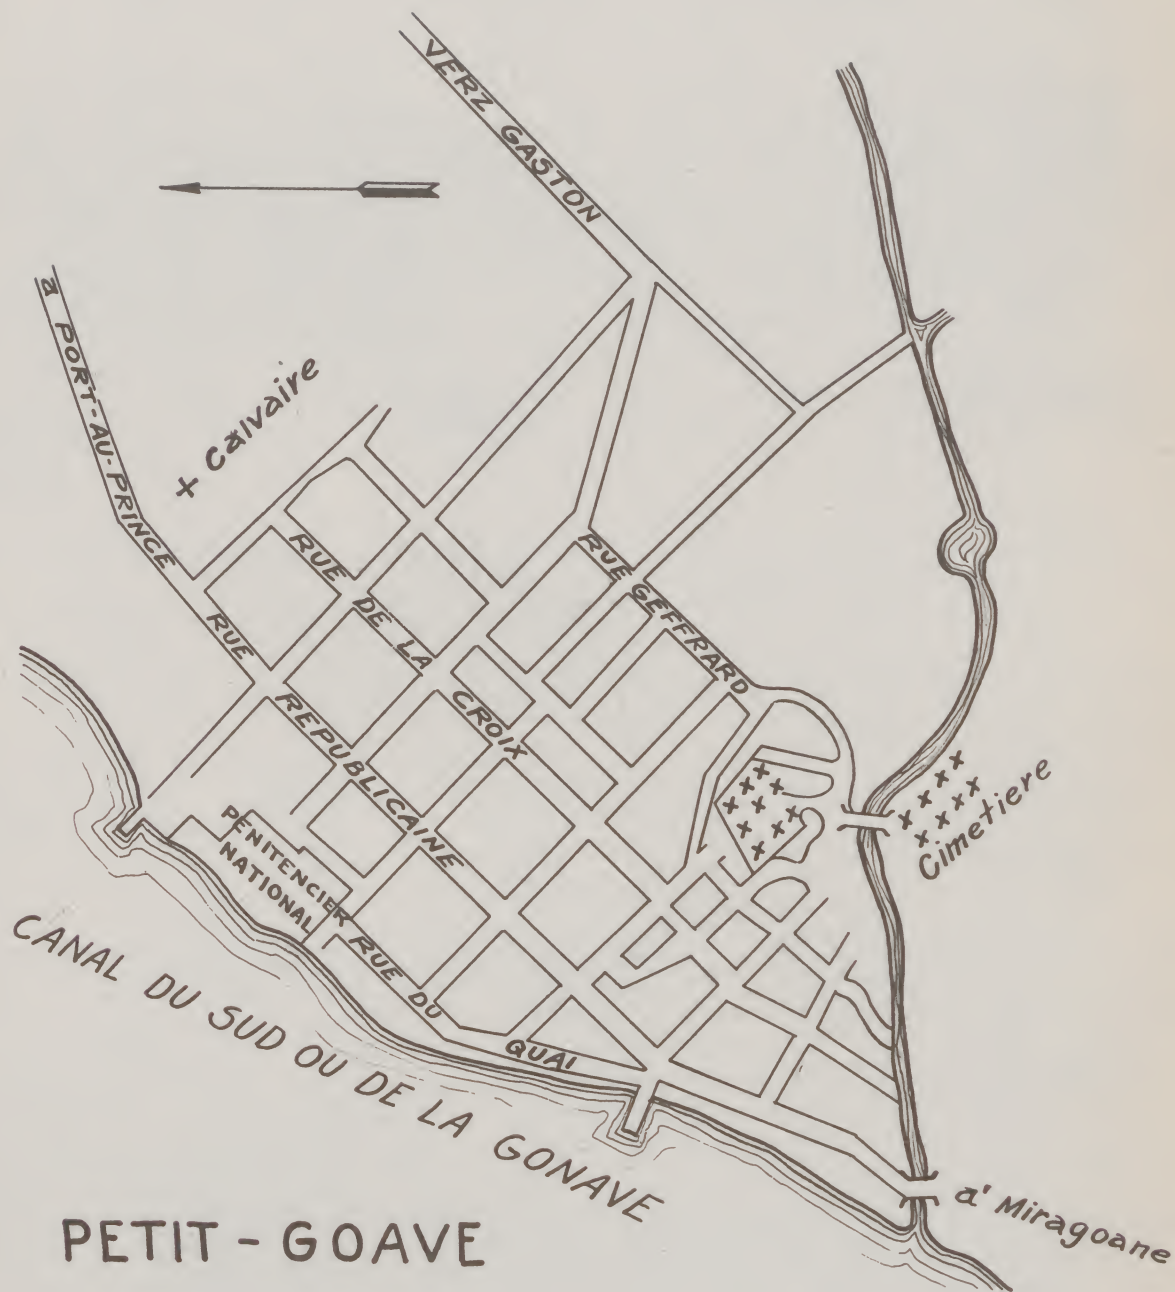 VERZ GASTON
a PORT-AU-PRINCE
+ Calvaire
RUE DE LA CROIX
RUE GEFFRARD
RUE REPUBLICAINE
PENITENCIER
NATIONAL
RUE DU QUAI
Cimetiere
CANAL DU SUD OU DE LA GONAVE
a' Miragoane
PETIT - GOAVE